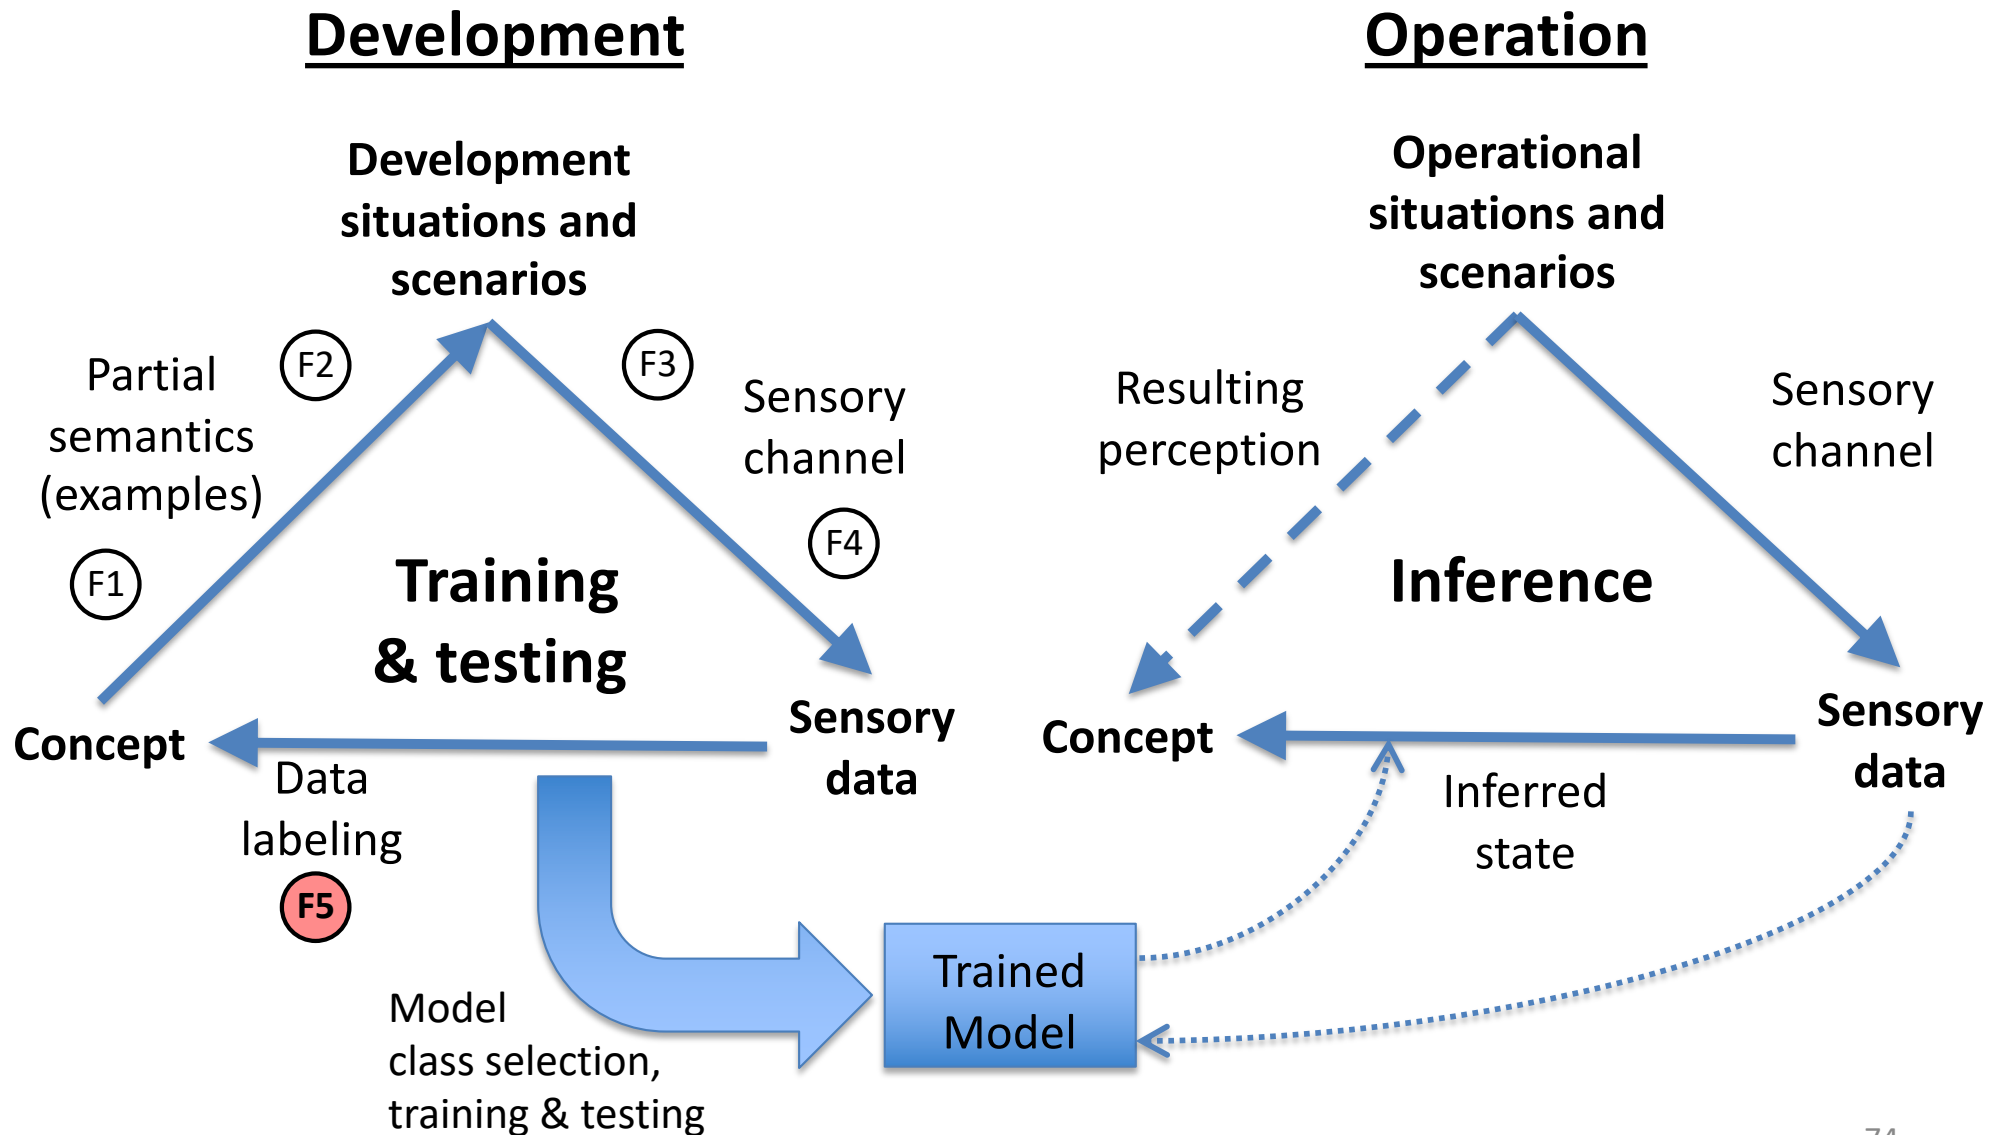 Development
Operation
Development
situations and
scenarios
Operational
situations and
scenarios
F2
F3
Partial
semantics
(examples)
Sensory
channel
Resulting
perception
Sensory
channel
F1
F4
Training
& testing
Inference
Concept
Sensory
data
Concept
Sensory
data
Data
labeling
F5
Inferred
state
Trained
Model
Model
class selection,
training & testing
74